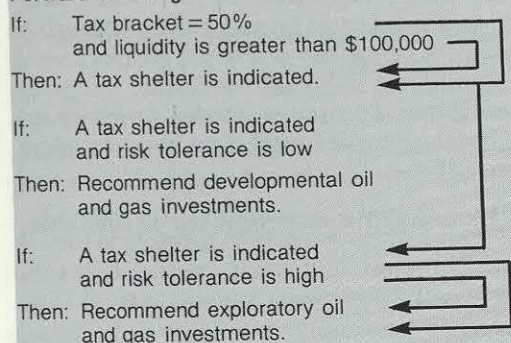 If: Tax bracket = 50%
and liquidity is greater than $100,000
Then: A tax shelter is indicated.
If: A tax shelter is indicated
and risk tolerance is low
Then: Recommend developmental oil
and gas investments.
If: A tax shelter is indicated
and risk tolerance is high
Then: Recommend exploratory oil
and gas investments.